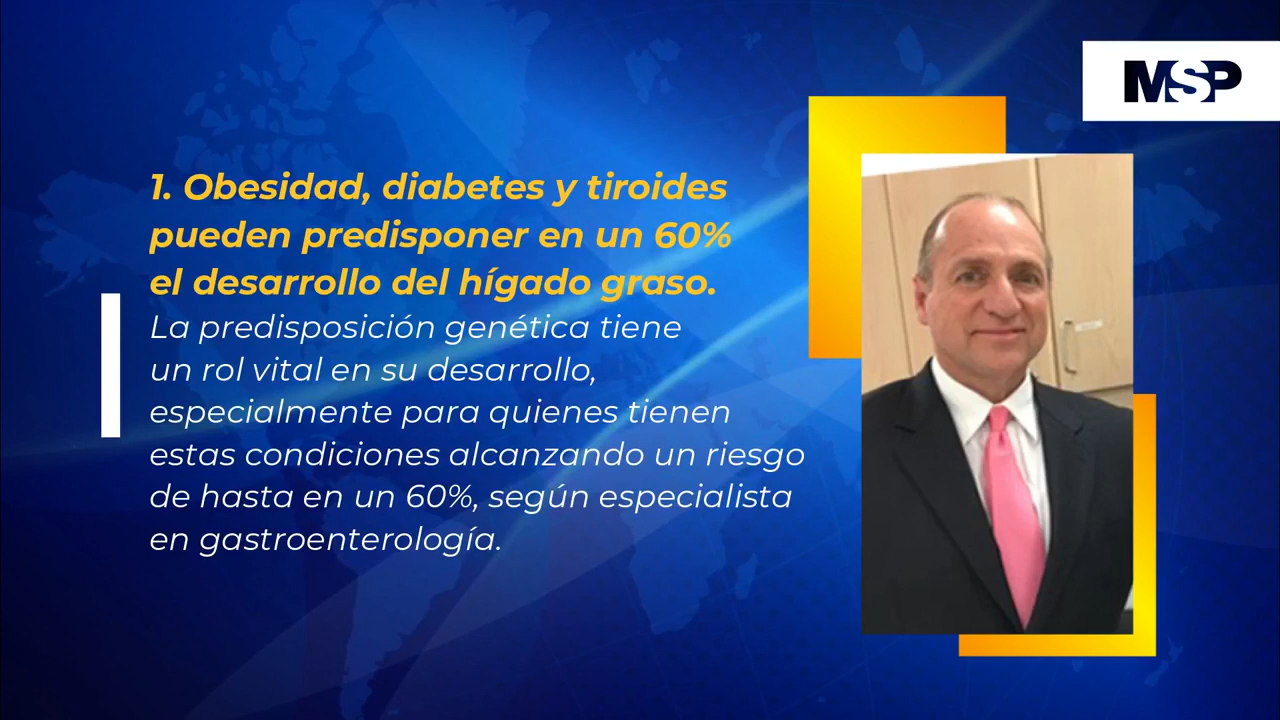 MSP
1. Obesidad, diabetes y tiroides
pueden predisponer en un 60%
el desarrollo del hígado graso.
La predisposición genética tiene
un rol vital en su desarrollo,
especialmente para quienes tienen
estas condiciones alcanzando un riesgo
de hasta en un 60%, según especialista
en gastroenterología.